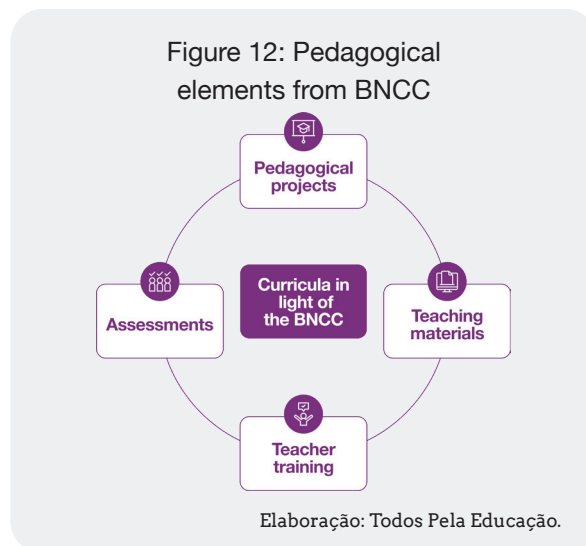 Figure 12: Pedagogical
elements from BNCC
Pedagogical
projects
Assessments
Curricula in
light of
the BNCC
Teaching
materials
Teacher
training
Elaboração: Todos Pela Educação.